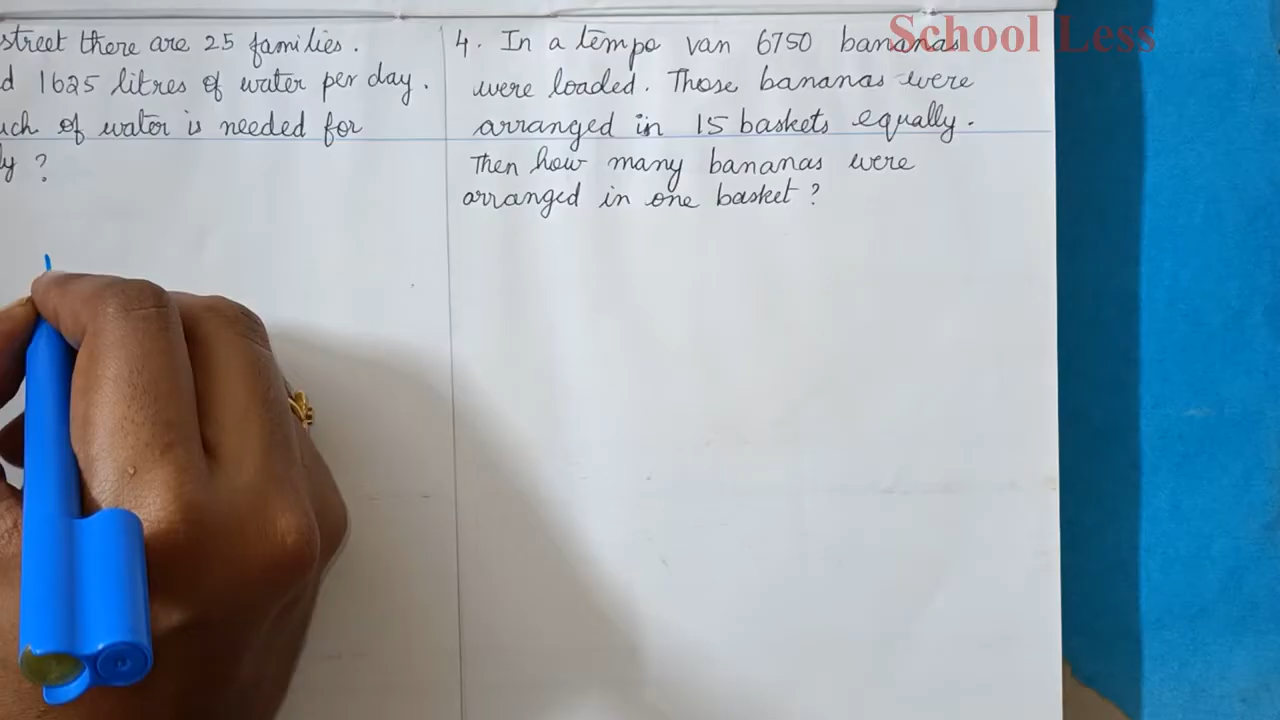 street there are 25 families.
d 1625 litres of water per day.
uch of water is needed for
ly ?
4. In a tempo van 6750 bananas
were loaded. Those bananas were
arranged in 15 baskets equally.
Then how many bananas were
arranged in one basket ?
School Less